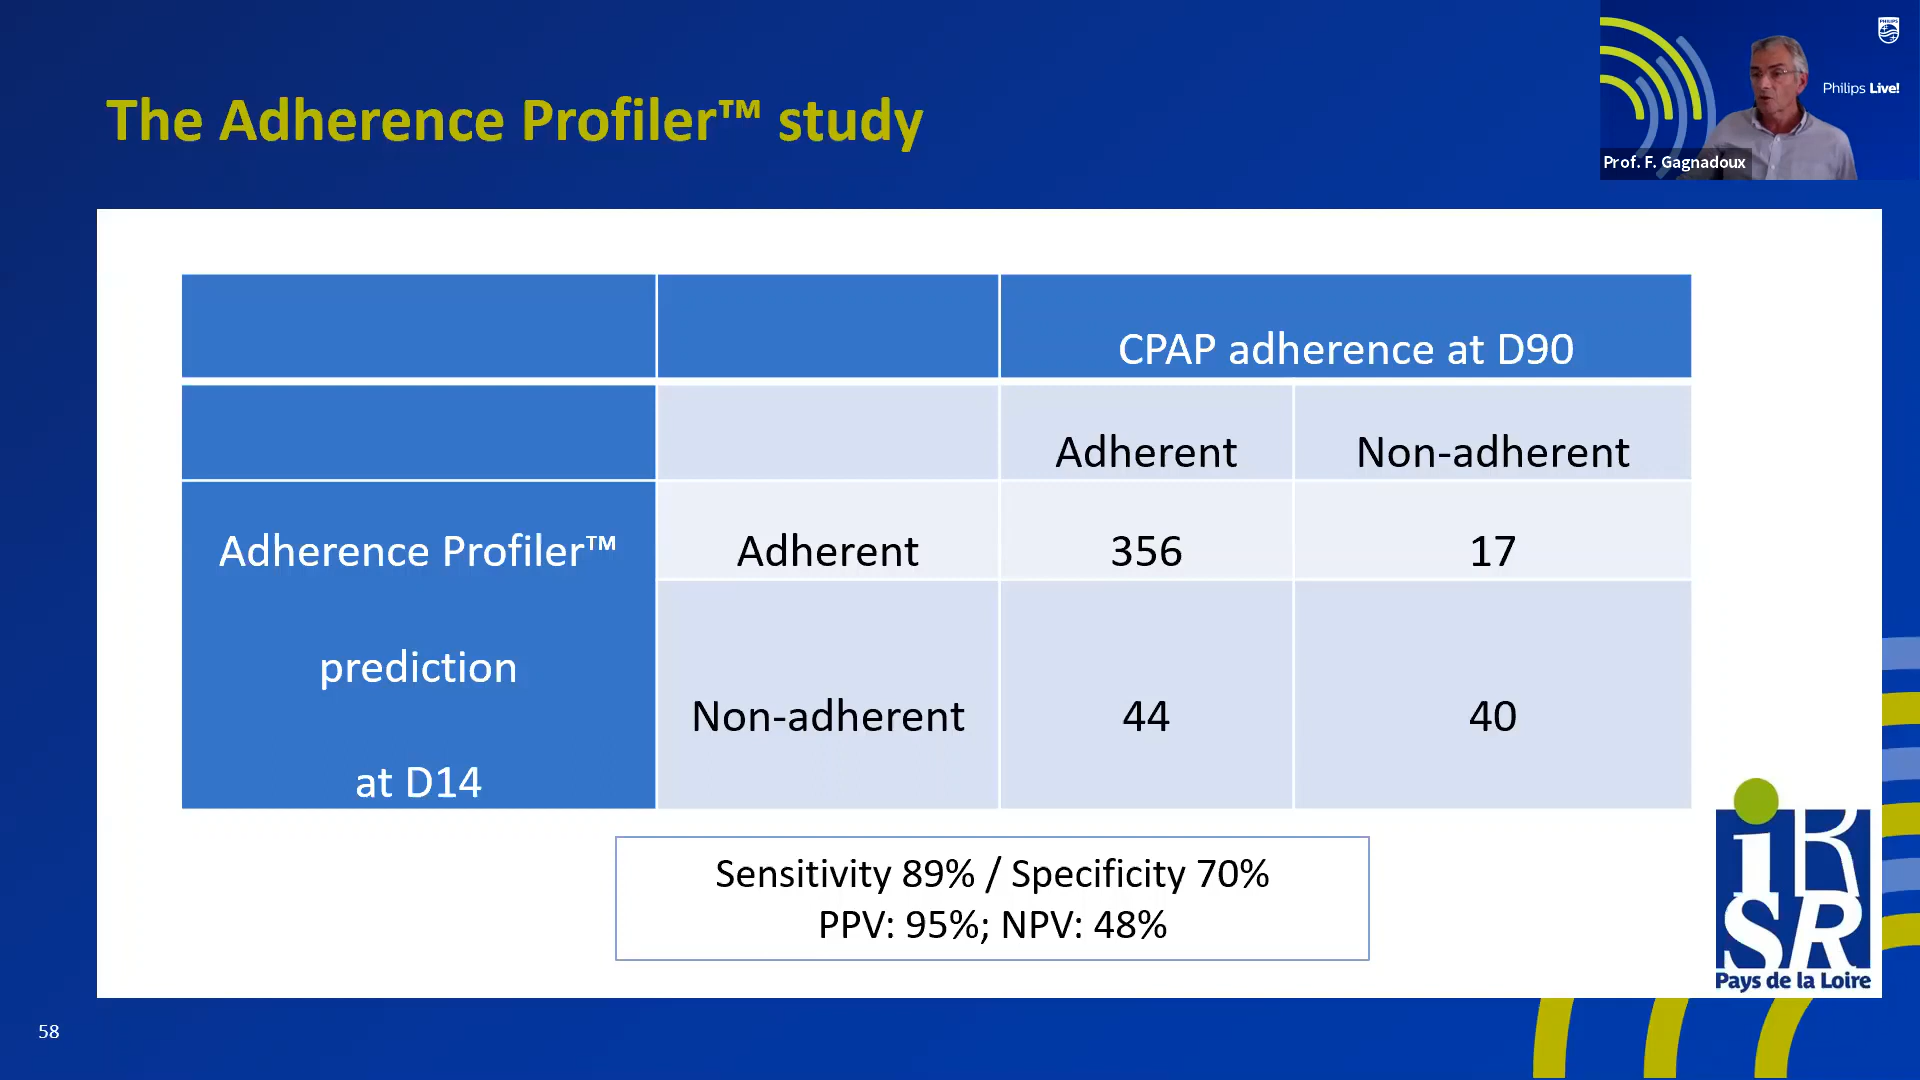 The Adherence Profiler™ study
PHILIPS
Philips Live!
Prof. F. Gagnadoux
CPAP adherence at D90
Adherent Non-adherent
Adherence Profiler™ Adherent 356 17
prediction
Non-adherent 44 40
at D14
Sensitivity 89% / Specificity 70%
PPV: 95%; NPV: 48%
iRSR
Pays de la Loire
58